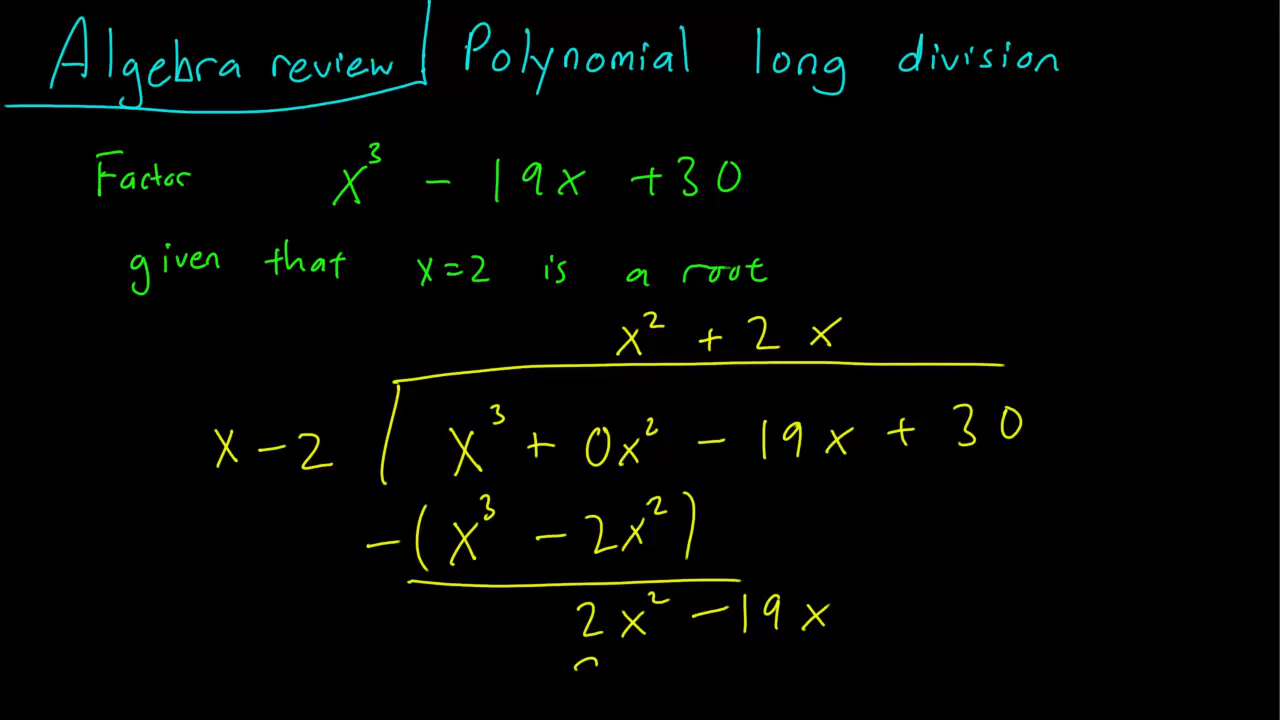 Algebra review Polynomial long division
Factor x³ - 19x + 30
given that x=2 is a root
x² + 2x
x - 2 x³ + 0x² - 19x + 30
-(x³ - 2x²)
2x² - 19x